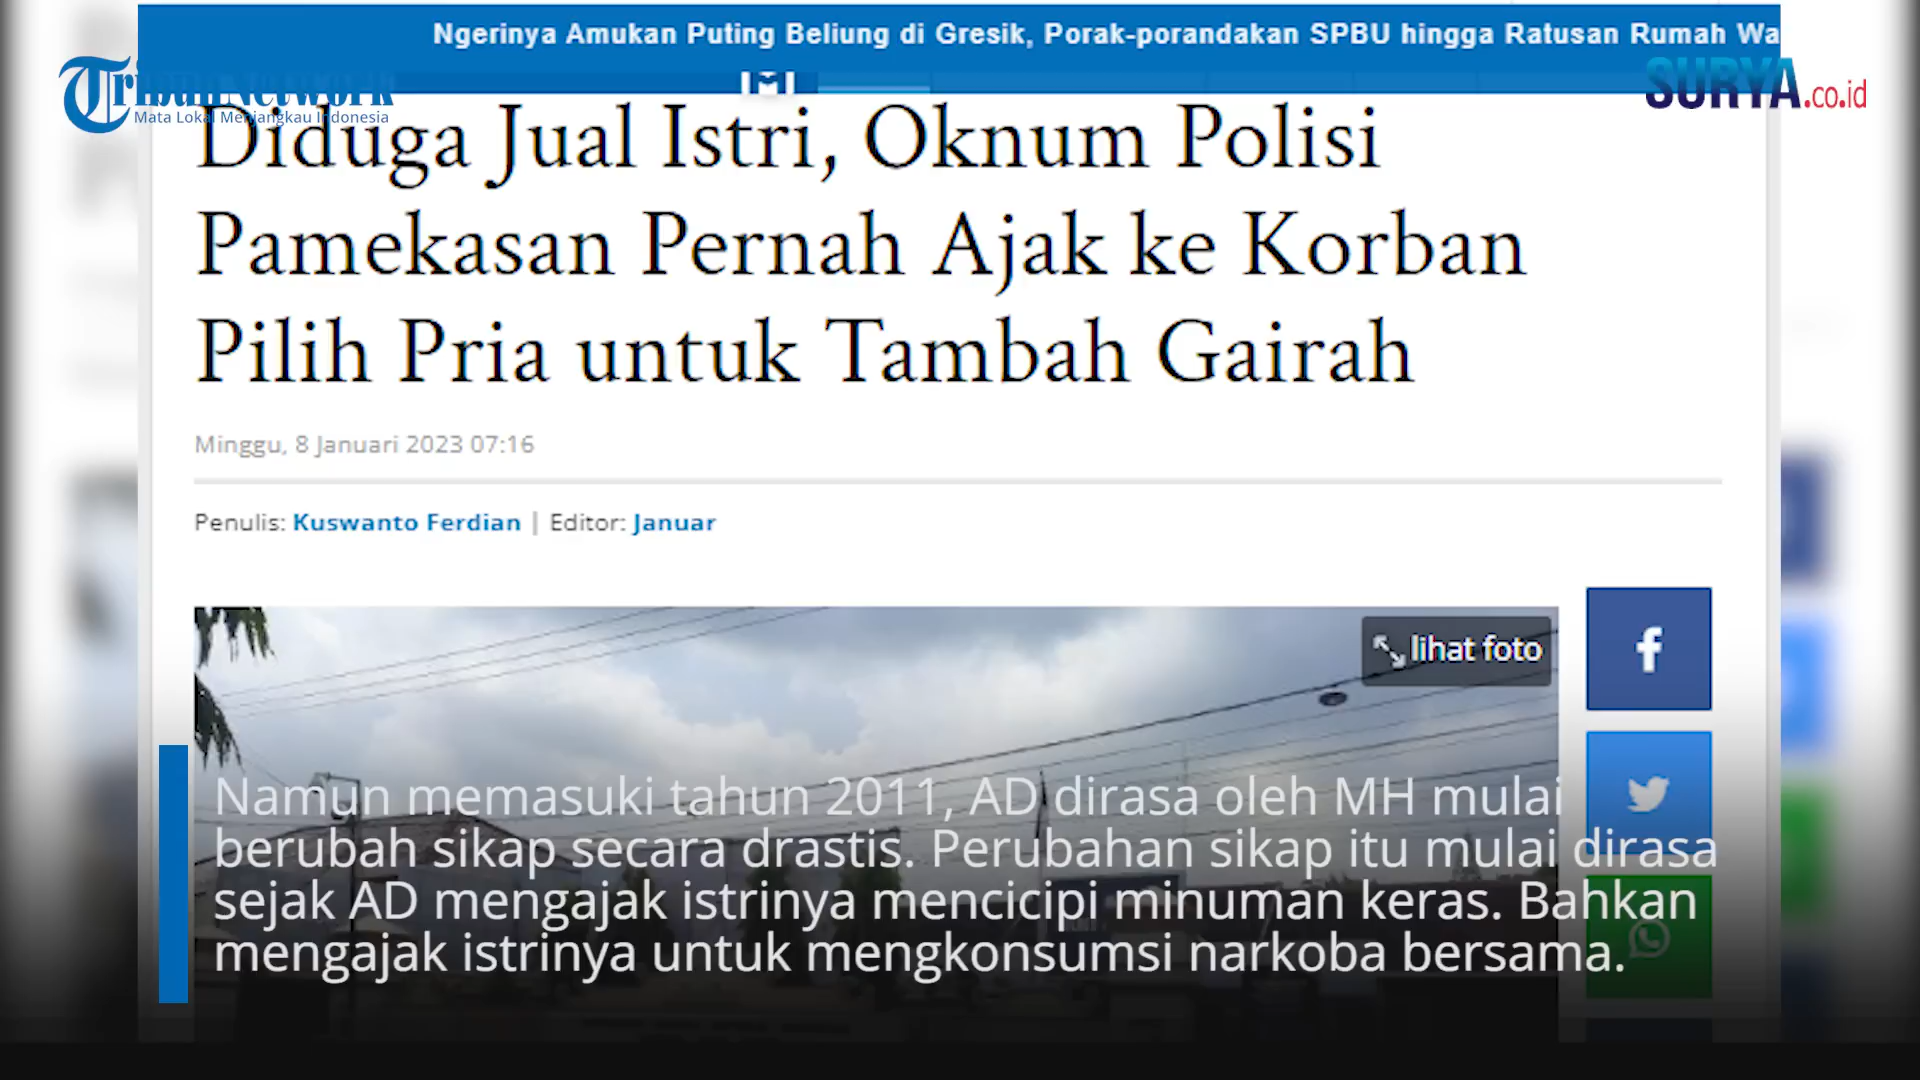 Ngerinya Amukan Puting Beliung di Gresik, Porak-porandakan SPBU hingga Ratusan Rumah Wa
TribunNetwork
Mata Lokal Menjangkau Indonesia
SURYA.co.id
Diduga Jual Istri, Oknum Polisi
Pamekasan Pernah Ajak ke Korban
Pilih Pria untuk Tambah Gairah
Minggu, 8 Januari 2023 07:16
Penulis: Kuswanto Ferdian | Editor: Januar
lihat foto
Namun memasuki tahun 2011, AD dirasa oleh MH mulai
berubah sikap secara drastis. Perubahan sikap itu mulai dirasa
sejak AD mengajak istrinya mencicipi minuman keras. Bahkan
mengajak istrinya untuk mengkonsumsi narkoba bersama.